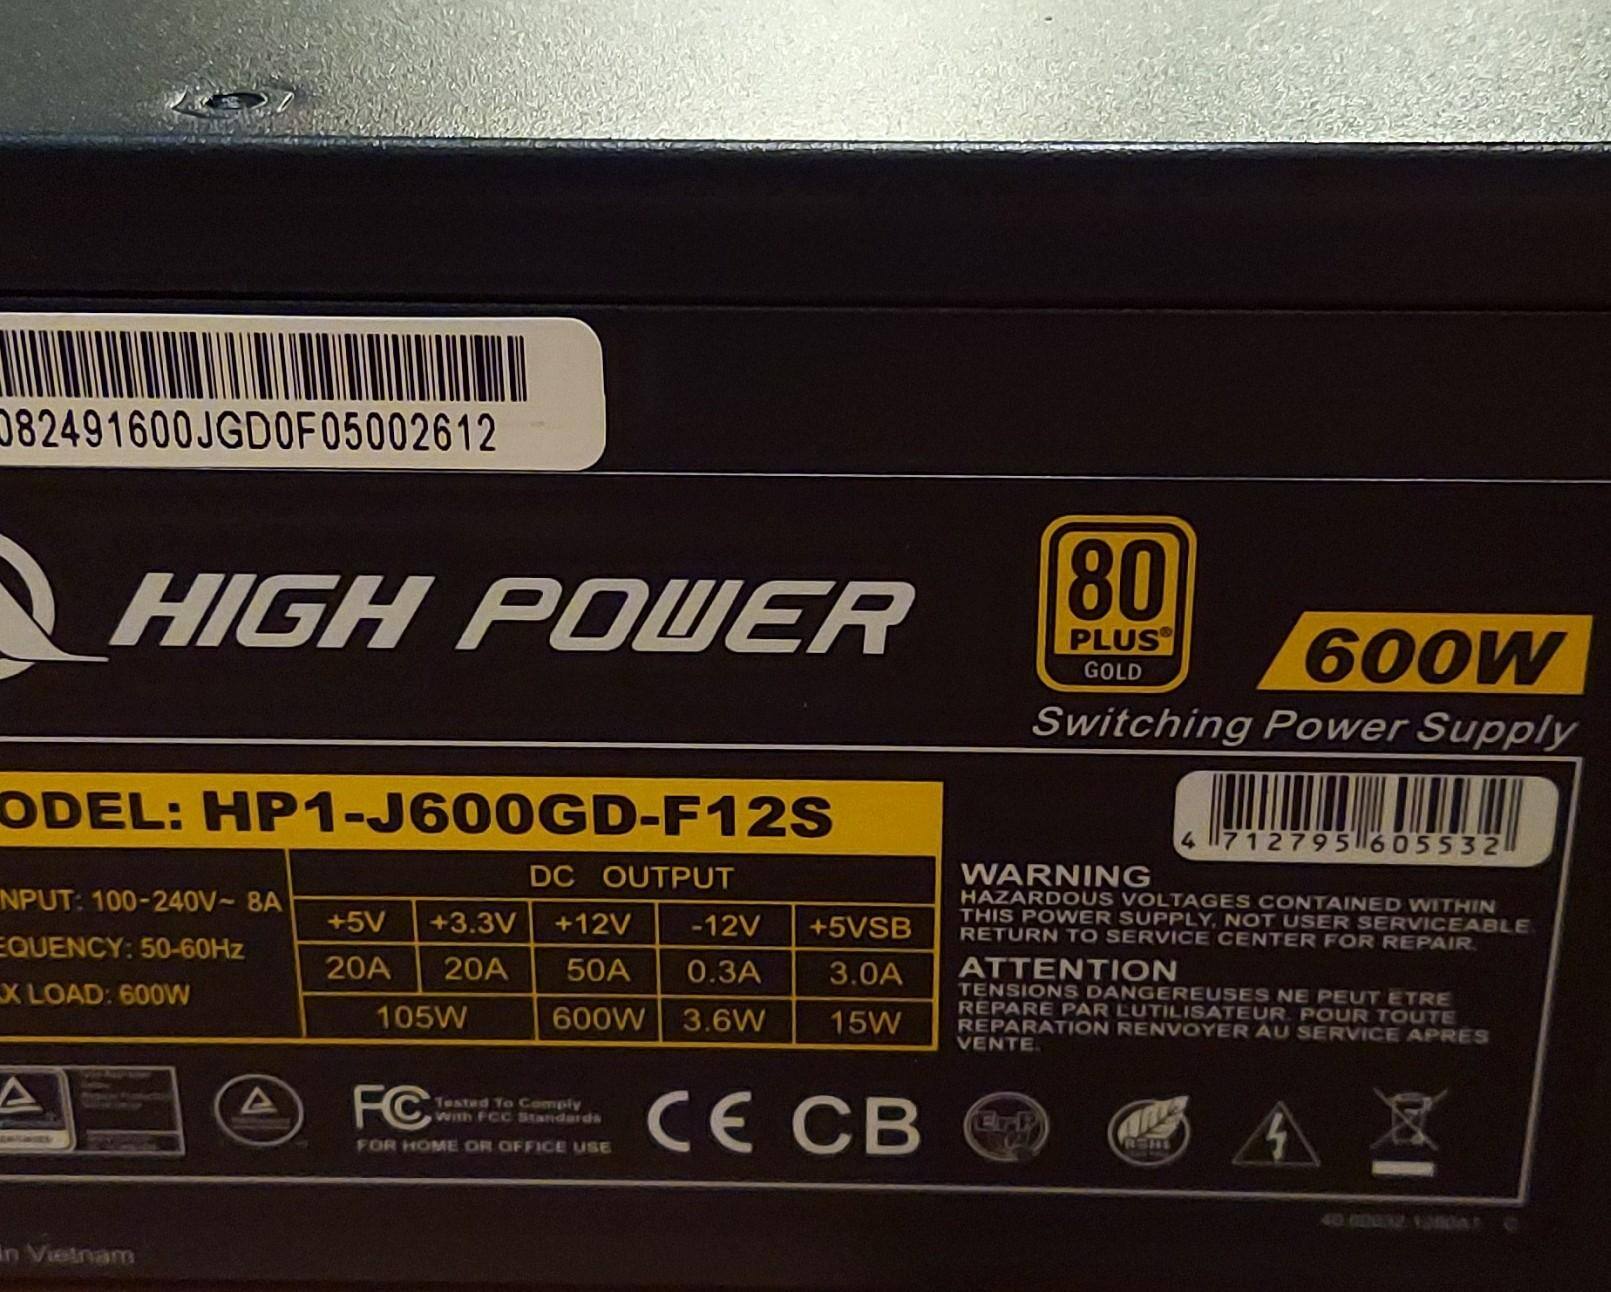 082491600JGD0F05002612
HIGH POWER
80
PLUS®
GOLD
600W
Switching Power Supply
ODEL: HP1-J600GD-F12S
4 712795 605532
NPUT: 100-240V~ 8A
EQUENCY: 50-60Hz
X LOAD: 600W
DC OUTPUT
+5V +3.3V +12V -12V +5VSB
20A 20A 50A 0.3A 3.0A
105W 600W 3.6W 15W
WARNING
HAZARDOUS VOLTAGES CONTAINED WITHIN
THIS POWER SUPPLY, NOT USER SERVICEABLE.
RETURN TO SERVICE CENTER FOR REPAIR.
ATTENTION
TENSIONS DANGEREUSES NE PEUT ETRE
REPARE PAR LUTILISATEUR. POUR TOUTE
REPARATION RENVOYER AU SERVICE APRES
VENTE.
FC Tested To Comply
With FCC Standards
FOR HOME OR OFFICE USE
CE CB
ErP
RoHS
in Vietnam